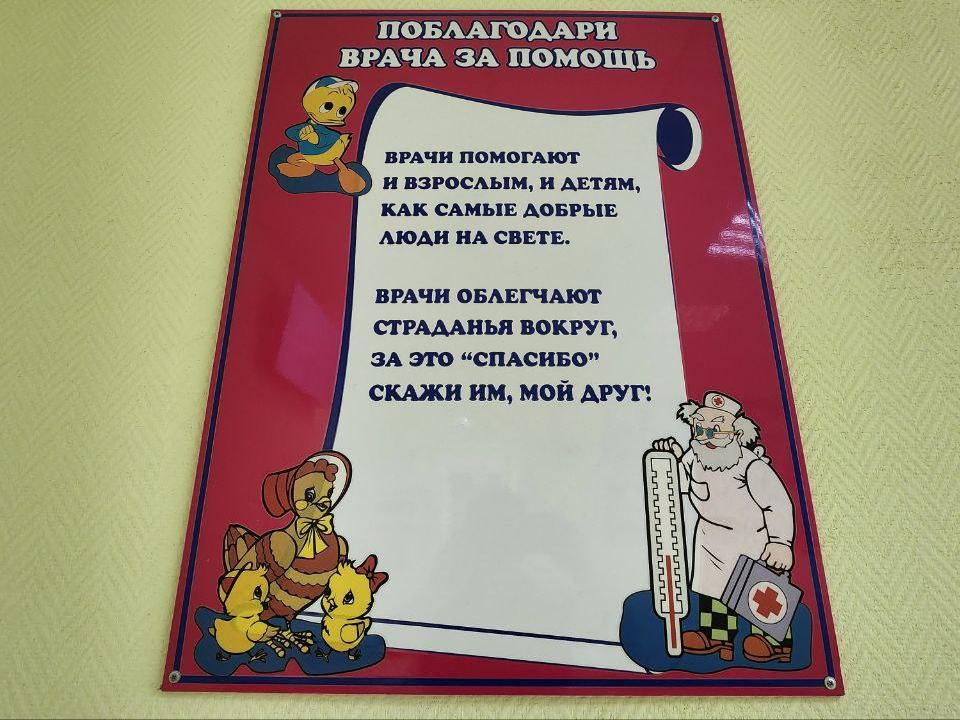 ПОБЛАГОДАРИ
ВРАЧА ЗА ПОМОЩЬ
ВРАЧИ ПОМОГАЮТ
И ВЗРОСЛЫМ, И ДЕТЯМ,
КАК САМЫЕ ДОБРЫЕ
ЛЮДИ НА СВЕТЕ.
ВРАЧИ ОБЛЕГЧАЮТ
СТРАДАНЬЯ ВОКРУГ,
ЗА ЭТО “СПАСИБО”
СКАЖИ ИМ, МОЙ ДРУГ!